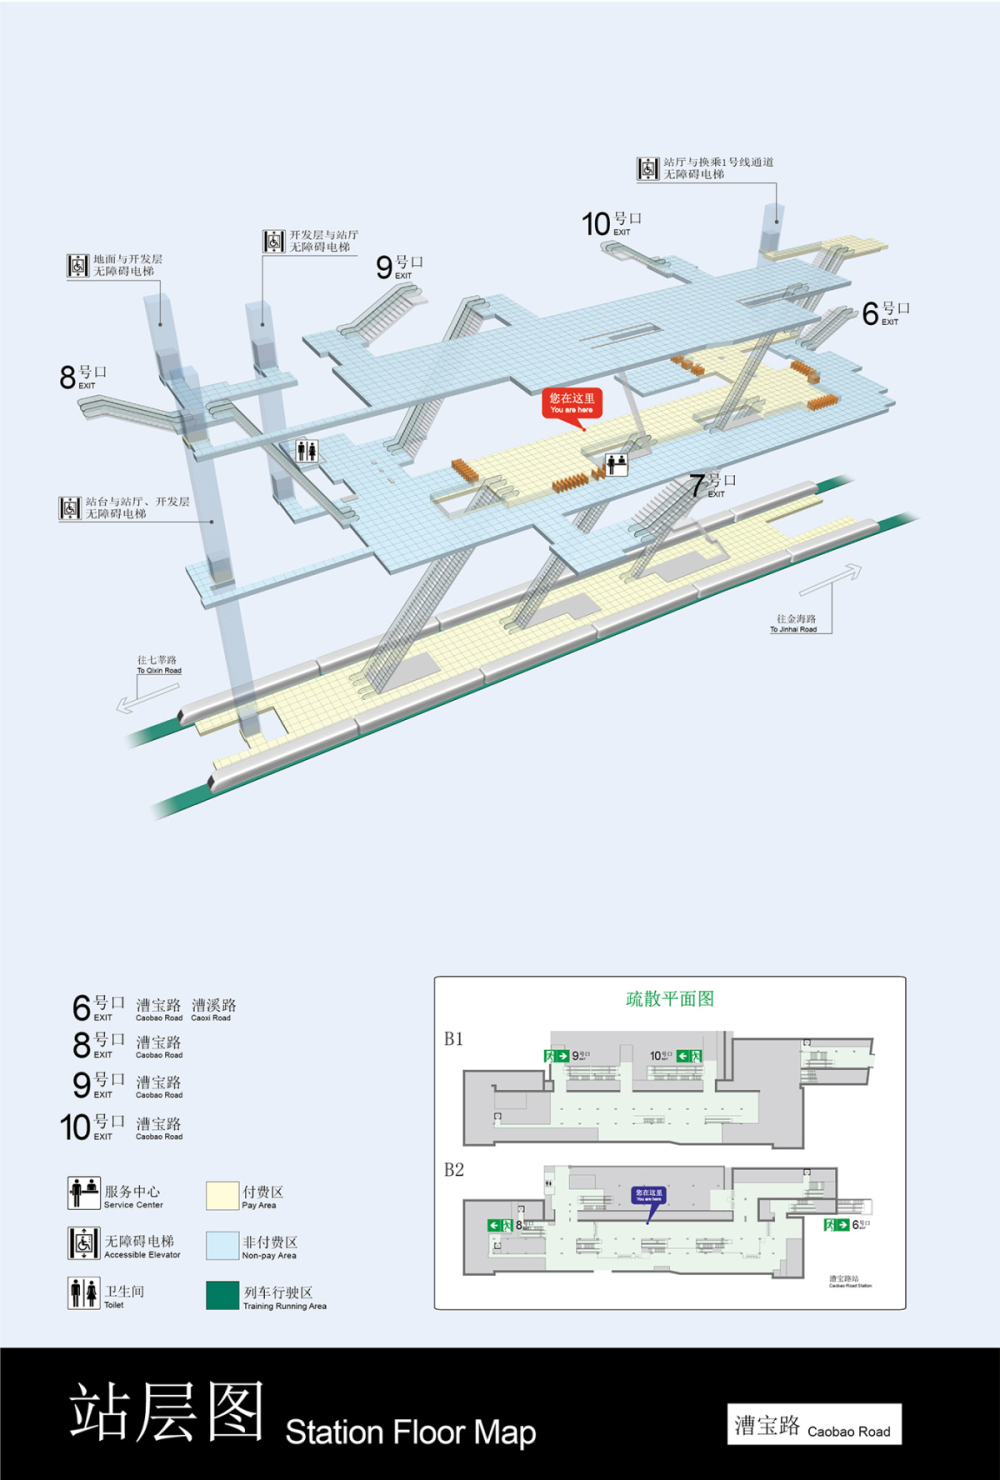 站厅与换乘1号线通道
无障碍电梯
10号口
EXIT
开发层与站厅
无障碍电梯
9号口
EXIT
地面与开发层
无障碍电梯
6号口
EXIT
8号口
EXIT
您在这里
You are here
7号口
EXIT
站台与站厅、开发层
无障碍电梯
往金海路
To Jinhai Road
往七莘路
To Qixin Road
6号口 漕宝路 漕溪路
EXIT Caobao Road Caoxi Road
8号口 漕宝路
EXIT Caobao Road
9号口 漕宝路
EXIT Caobao Road
10号口 漕宝路
EXIT Caobao Road
服务中心
Service Center
付费区
Pay Area
无障碍电梯
Accessible Elevator
非付费区
Non-pay Area
卫生间
Toilet
列车行驶区
Training Running Area
疏散平面图
B1
9号口
EXIT
10号口
EXIT
B2
您在这里
You are here
8号口
6号口
EXIT
漕宝路站
Caobao Road Station
站层图 Station Floor Map
漕宝路 Caobao Road